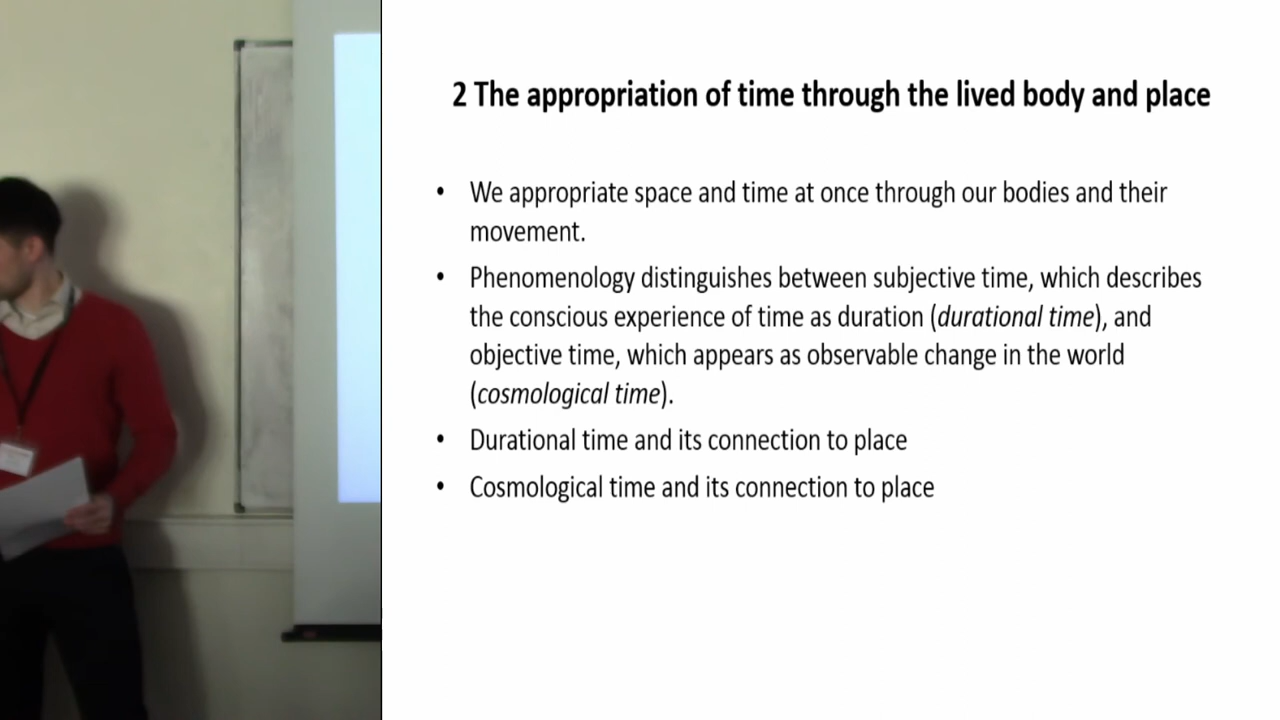 2 The appropriation of time through the lived body and place
• We appropriate space and time at once through our bodies and their
movement.
• Phenomenology distinguishes between subjective time, which describes
the conscious experience of time as duration (durational time), and
objective time, which appears as observable change in the world
(cosmological time).
• Durational time and its connection to place
• Cosmological time and its connection to place